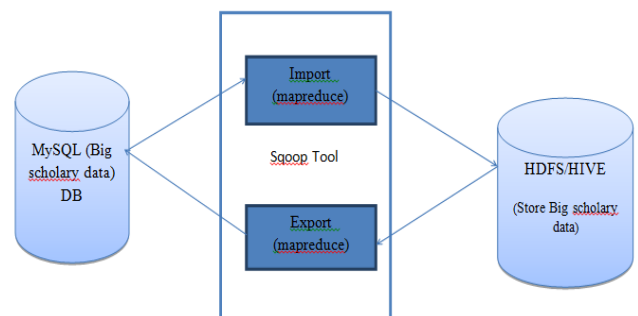 MySQL (Big
scholary data)
DB
Import
(mapreduce)
Sqoop Tool
Export
(mapreduce)
HDFS/HIVE
(Store Big scholary
data)